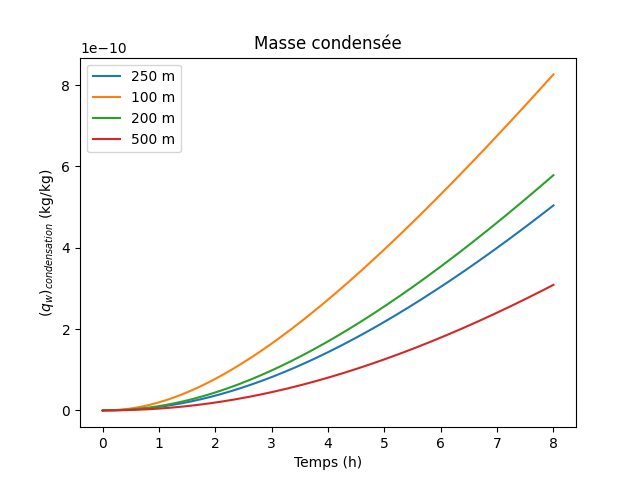 Masse condensée
1e−10
250 m
100 m
200 m
500 m
8
6
4
2
0
(q_w)_condensation (kg/kg)
0 1 2 3 4 5 6 7 8
Temps (h)